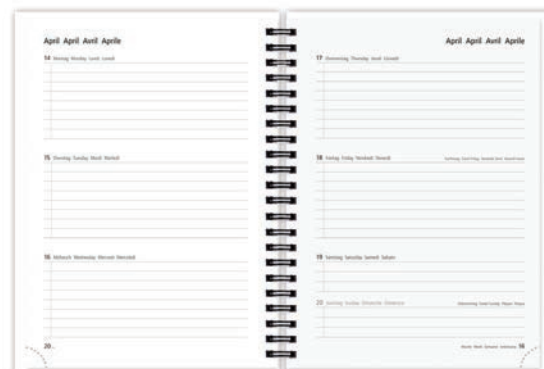 April April Avril Aprile
14 Montag Monday Lundi Lunedì
15 Dienstag Tuesday Mardi Martedì
16 Mittwoch Wednesday Mercredi Mercoledì
20
April April Avril Aprile
17 Donnerstag Thursday Jeudi Giovedì
18 Freitag Friday Vendredi Venerdì
19 Samstag Saturday Samedi Sabato
20 Sonntag Sunday Dimanche Domenica
16